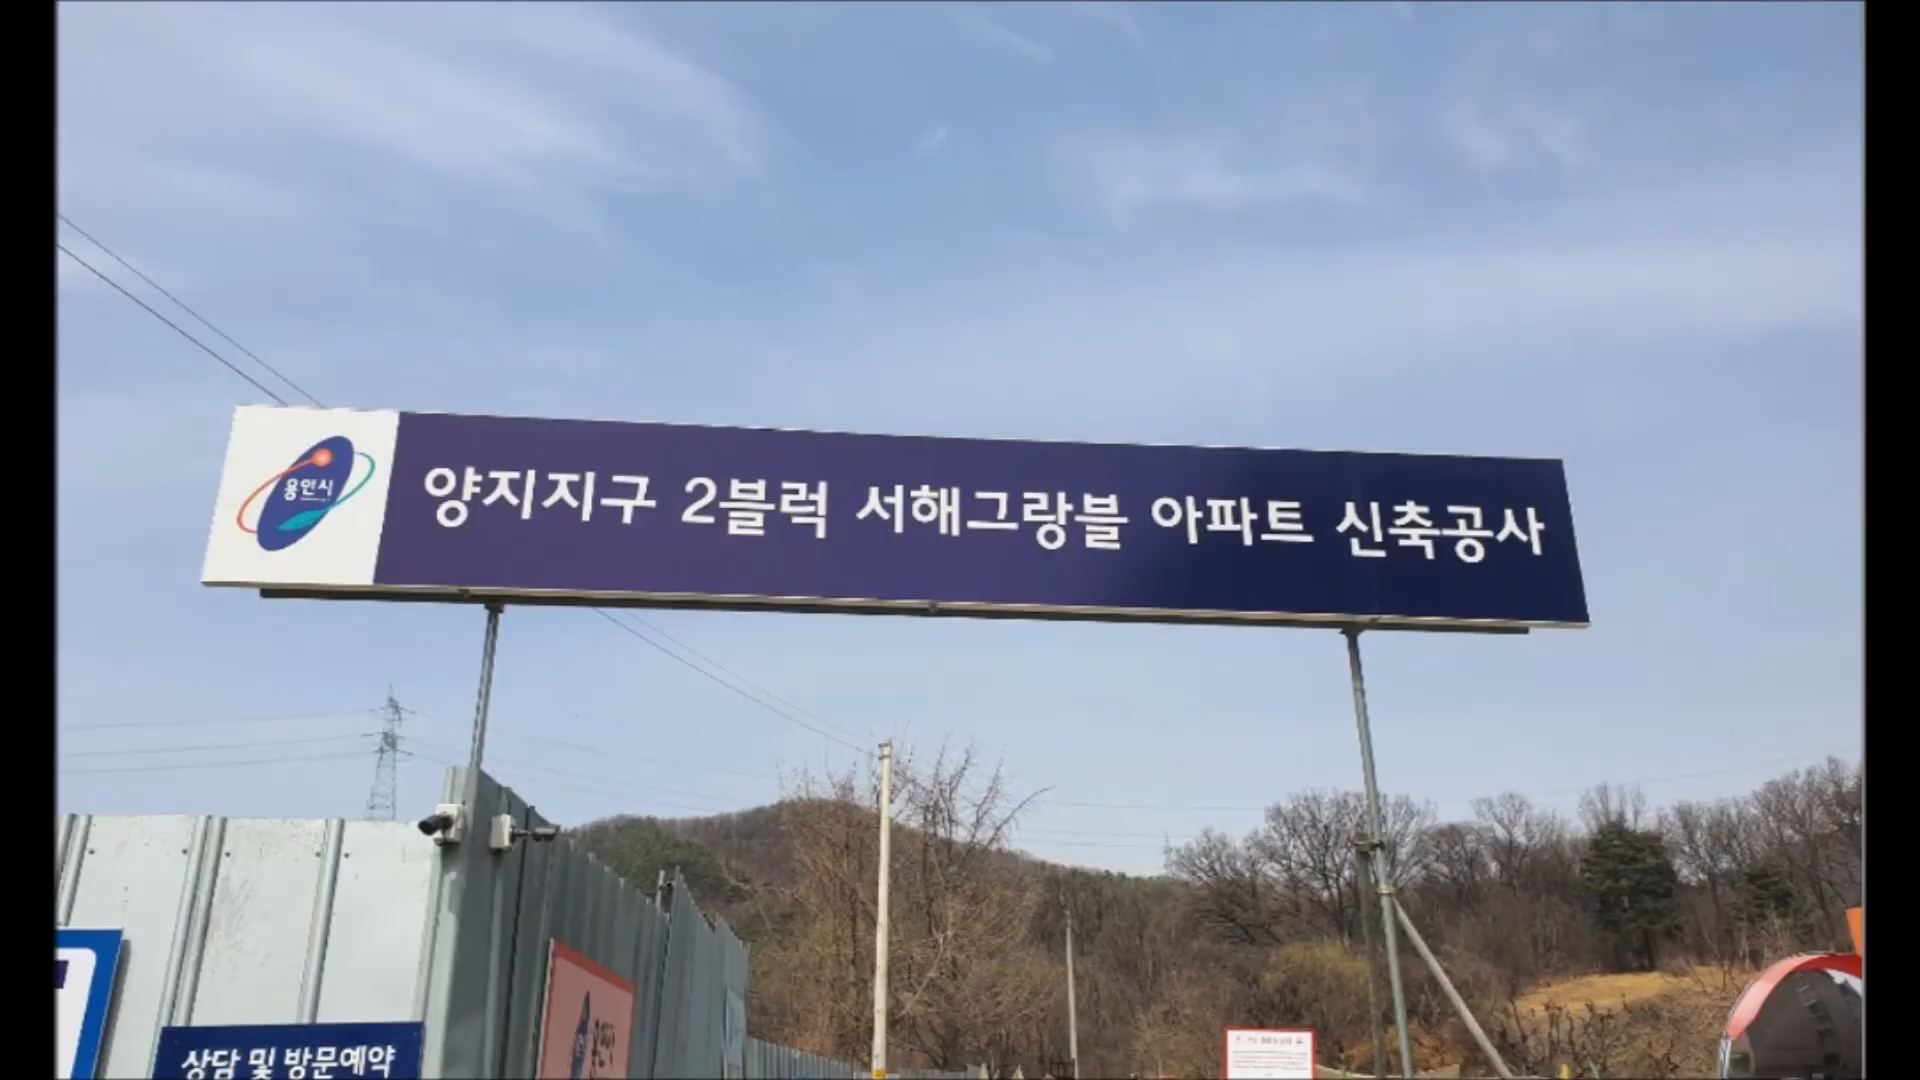 용인시
양지지구 2블럭 서해그랑블 아파트 신축공사
상담 및 방문예약